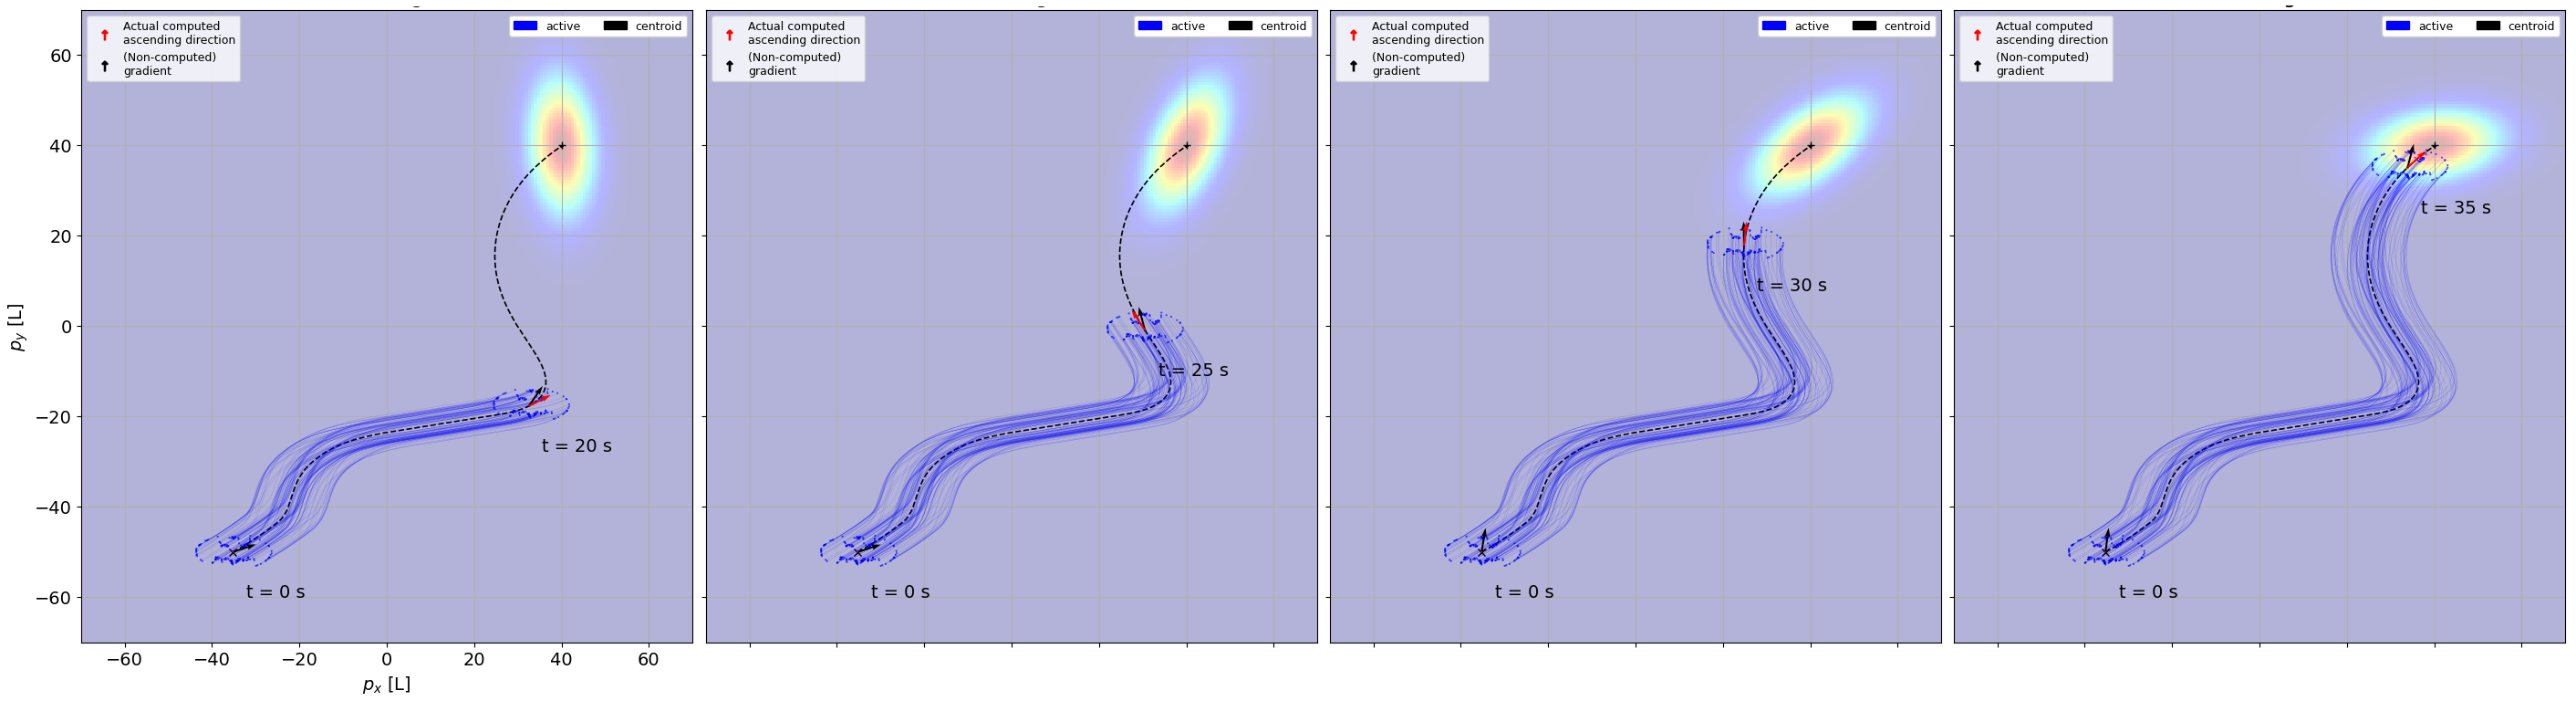 Actual computed
ascending direction
(Non-computed)
gradient
active centroid
60
40
20
0
−20
−40
−60
p_y [L]
t = 20 s
t = 0 s
−60 −40 −20 0 20 40 60
p_x [L]
Actual computed
ascending direction
(Non-computed)
gradient
active centroid
t = 25 s
t = 0 s
Actual computed
ascending direction
(Non-computed)
gradient
active centroid
t = 30 s
t = 0 s
Actual computed
ascending direction
(Non-computed)
gradient
active centroid
t = 35 s
t = 0 s